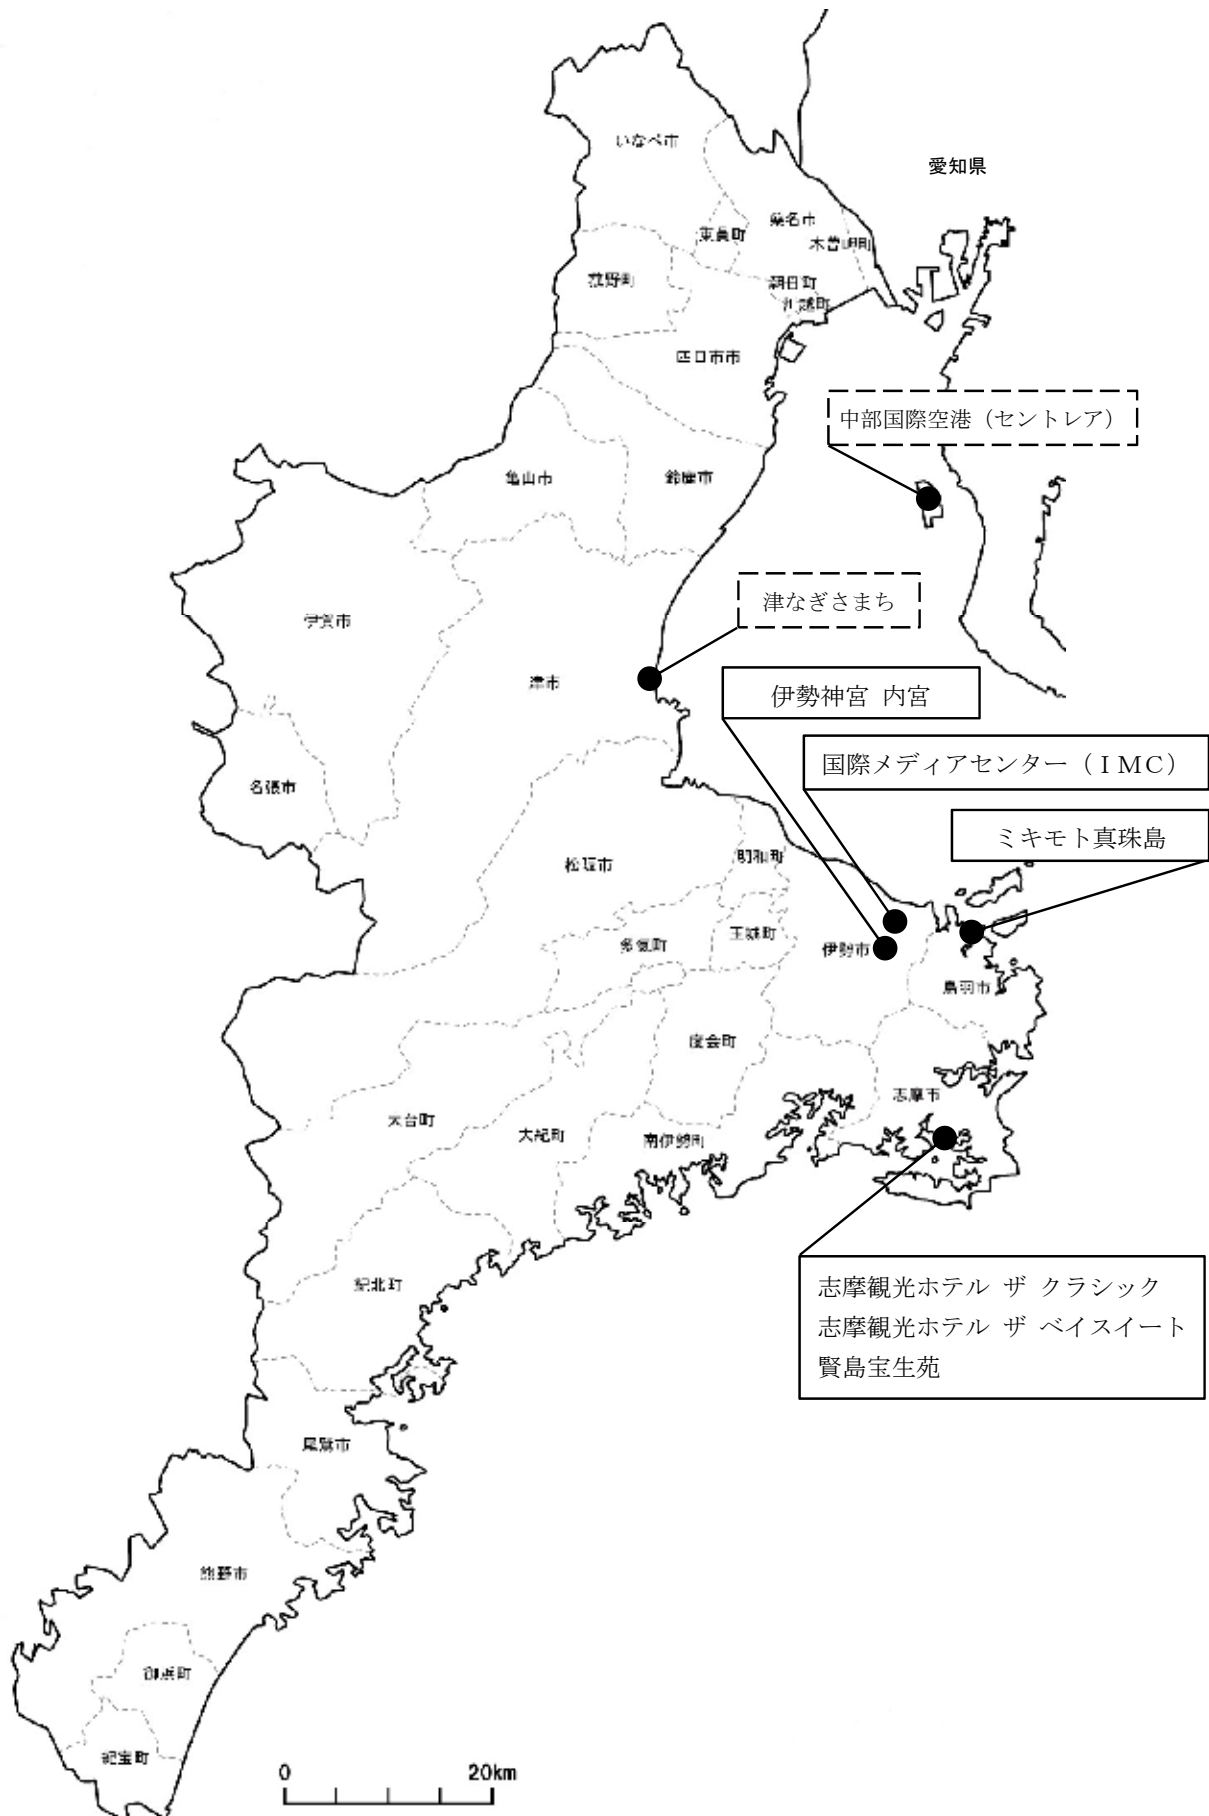 愛知県
いなべ市
桑名市
東員町
木曽岬町
菰野町
朝日町
川越町
四日市市
中部国際空港（セントレア）
亀山市
鈴鹿市
津なぎさまち
伊賀市
津市
伊勢神宮 内宮
国際メディアセンター（ＩＭＣ）
名張市
ミキモト真珠島
松阪市
明和町
多気町
玉城町
伊勢市
鳥羽市
度会町
志摩市
大台町
大紀町
南伊勢町
志摩観光ホテル ザ クラシック
志摩観光ホテル ザ ベイスイート
賢島宝生苑
紀北町
尾鷲市
熊野市
御浜町
紀宝町
0 20km